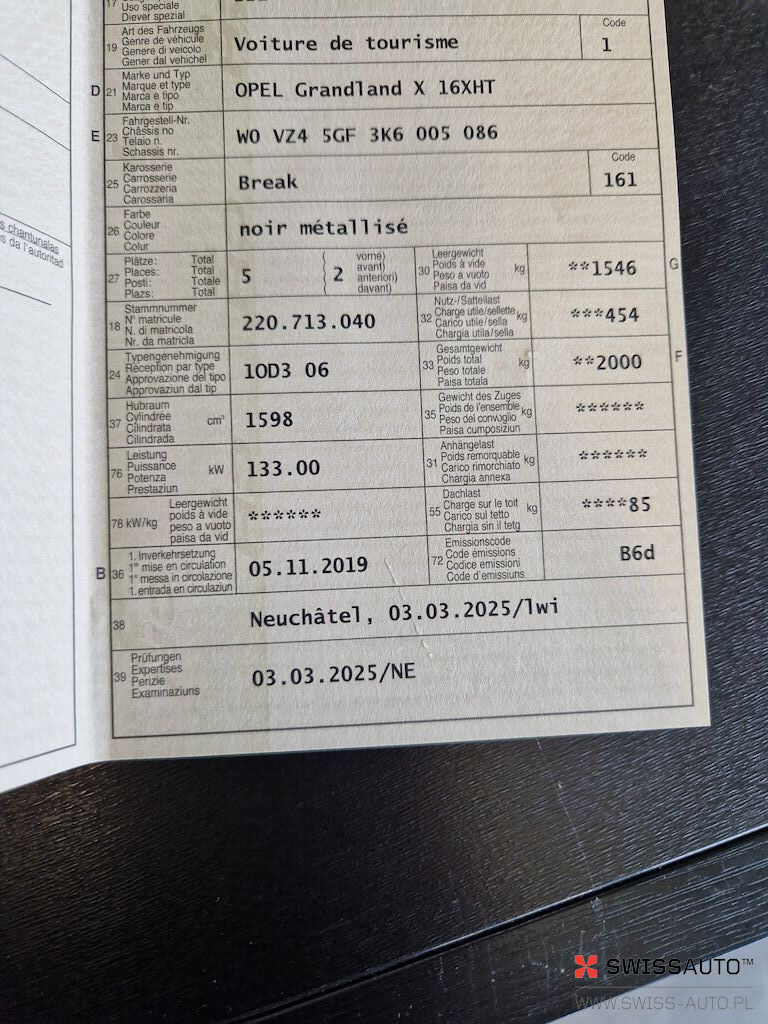 17 Uso speciale
Diever spezial
19 Art des Fahrzeugs
Genre de véhicule
Genere di veicolo
Gener dal vehichel
Voiture de tourisme
Code
1
D 21 Marke und Typ
Marque et type
Marca e tipo
Marca e tip
OPEL Grandland X 16XHT
E 23 Fahrgestell-Nr.
Châssis no
Telaio n.
Schassis nr.
W0 VZ4 5GF 3K6 005 086
25 Karosserie
Carrosserie
Carrozzeria
Carossaria
Break
Code
161
26 Farbe
Couleur
Colore
Colur
noir métallisé
s chantunalas
s da l'autoritad
27 Plätze: Total
Places: Total
Posti: Totale
Plazs: Total
5
2
vorne)
avant)
anteriori)
davant)
30 Leergewicht
Poids à vide
Peso a vuoto
Paisa da vid
kg
**1546
G
18 Stammnummer
N° matricule
N. di matricola
Nr. da matricla
220.713.040
32 Nutz-/Sattellast
Charge utile/sellette
Carico utile/sella
Chargia utila/sella
kg
***454
24 Typengenehmigung
Réception par type
Approvazione del tipo
Approvaziun dal tip
1OD3 06
33 Gesamtgewicht
Poids total
Peso totale
Paisa totala
kg
**2000
F
37 Hubraum
Cylindrée
Cilindrata
Cilindrada
cm³
1598
35 Gewicht des Zuges
Poids de l'ensemble
Peso del convoglio
Paisa cumposiziun
kg
******
76 Leistung
Puissance
Potenza
Prestaziun
kW
133.00
31 Anhängelast
Poids remorquable
Carico rimorchiato
Chargia annexa
kg
******
78 kW/kg
Leergewicht
poids à vide
peso a vuoto
paisa da vid
******
55 Dachlast
Charge sur le toit
Carico sul tetto
Chargia sin il tetg
kg
****85
B 36 1. Inverkehrsetzung
1re mise en circulation
1a messa in circolazione
1. entrada en circulaziun
05.11.2019
72 Emissionscode
Code émissions
Codice emissioni
Code d'emissiuns
B6d
38
Neuchâtel, 03.03.2025/lwi
39 Prüfungen
Expertises
Perizie
Examinaziuns
03.03.2025/NE
SWISSAUTO™
WWW.SWISS-AUTO.PL